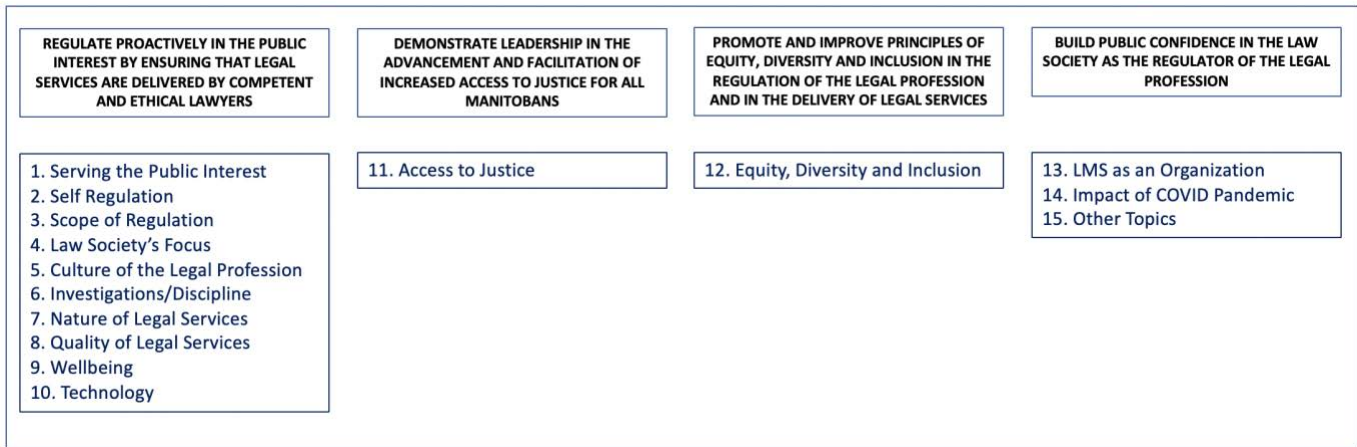 REGULATE PROACTIVELY IN THE PUBLIC
INTEREST BY ENSURING THAT LEGAL
SERVICES ARE DELIVERED BY COMPETENT
AND ETHICAL LAWYERS
DEMONSTRATE LEADERSHIP IN THE
ADVANCEMENT AND FACILITATION OF
INCREASED ACCESS TO JUSTICE FOR ALL
MANITOBANS
PROMOTE AND IMPROVE PRINCIPLES OF
EQUITY, DIVERSITY AND INCLUSION IN THE
REGULATION OF THE LEGAL PROFESSION
AND IN THE DELIVERY OF LEGAL SERVICES
BUILD PUBLIC CONFIDENCE IN THE LAW
SOCIETY AS THE REGULATOR OF THE LEGAL
PROFESSION
1. Serving the Public Interest
2. Self Regulation
3. Scope of Regulation
4. Law Society's Focus
5. Culture of the Legal Profession
6. Investigations/Discipline
7. Nature of Legal Services
8. Quality of Legal Services
9. Wellbeing
10. Technology
11. Access to Justice
12. Equity, Diversity and Inclusion
13. LMS as an Organization
14. Impact of COVID Pandemic
15. Other Topics